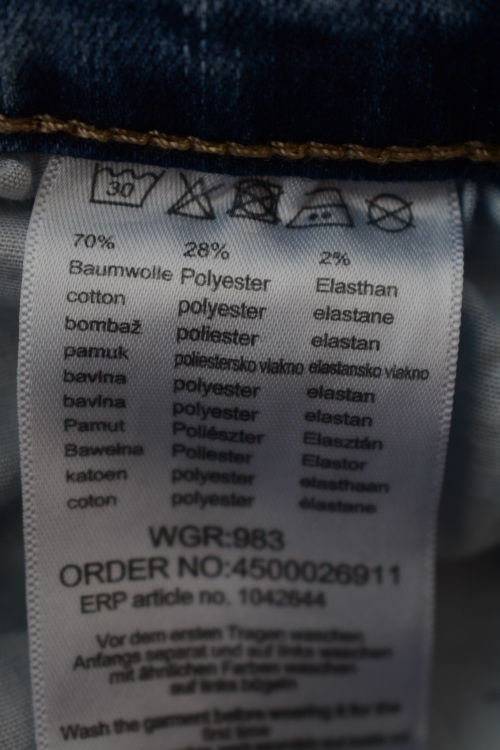 30
70% 28% 2%
Baumwolle Polyester Elasthan
cotton polyester elastane
bombaž poliester elastan
pamuk poliestersko vlakno elastansko vlakno
bavlna polyester elastan
bavlna polyester elastan
Pamut Poliészter Elasztán
Bawełna Poliester Elastor
katoen polyester elasthaan
coton polyester élastane
WGR:983
ORDER NO:4500026911
ERP article no. 1042644
Vor dem ersten Tragen waschen
Anfangs separat und auf links waschen
mit ähnlichen Farben waschen
auf links bügeln
Wash the garment before wearing it for the
first time